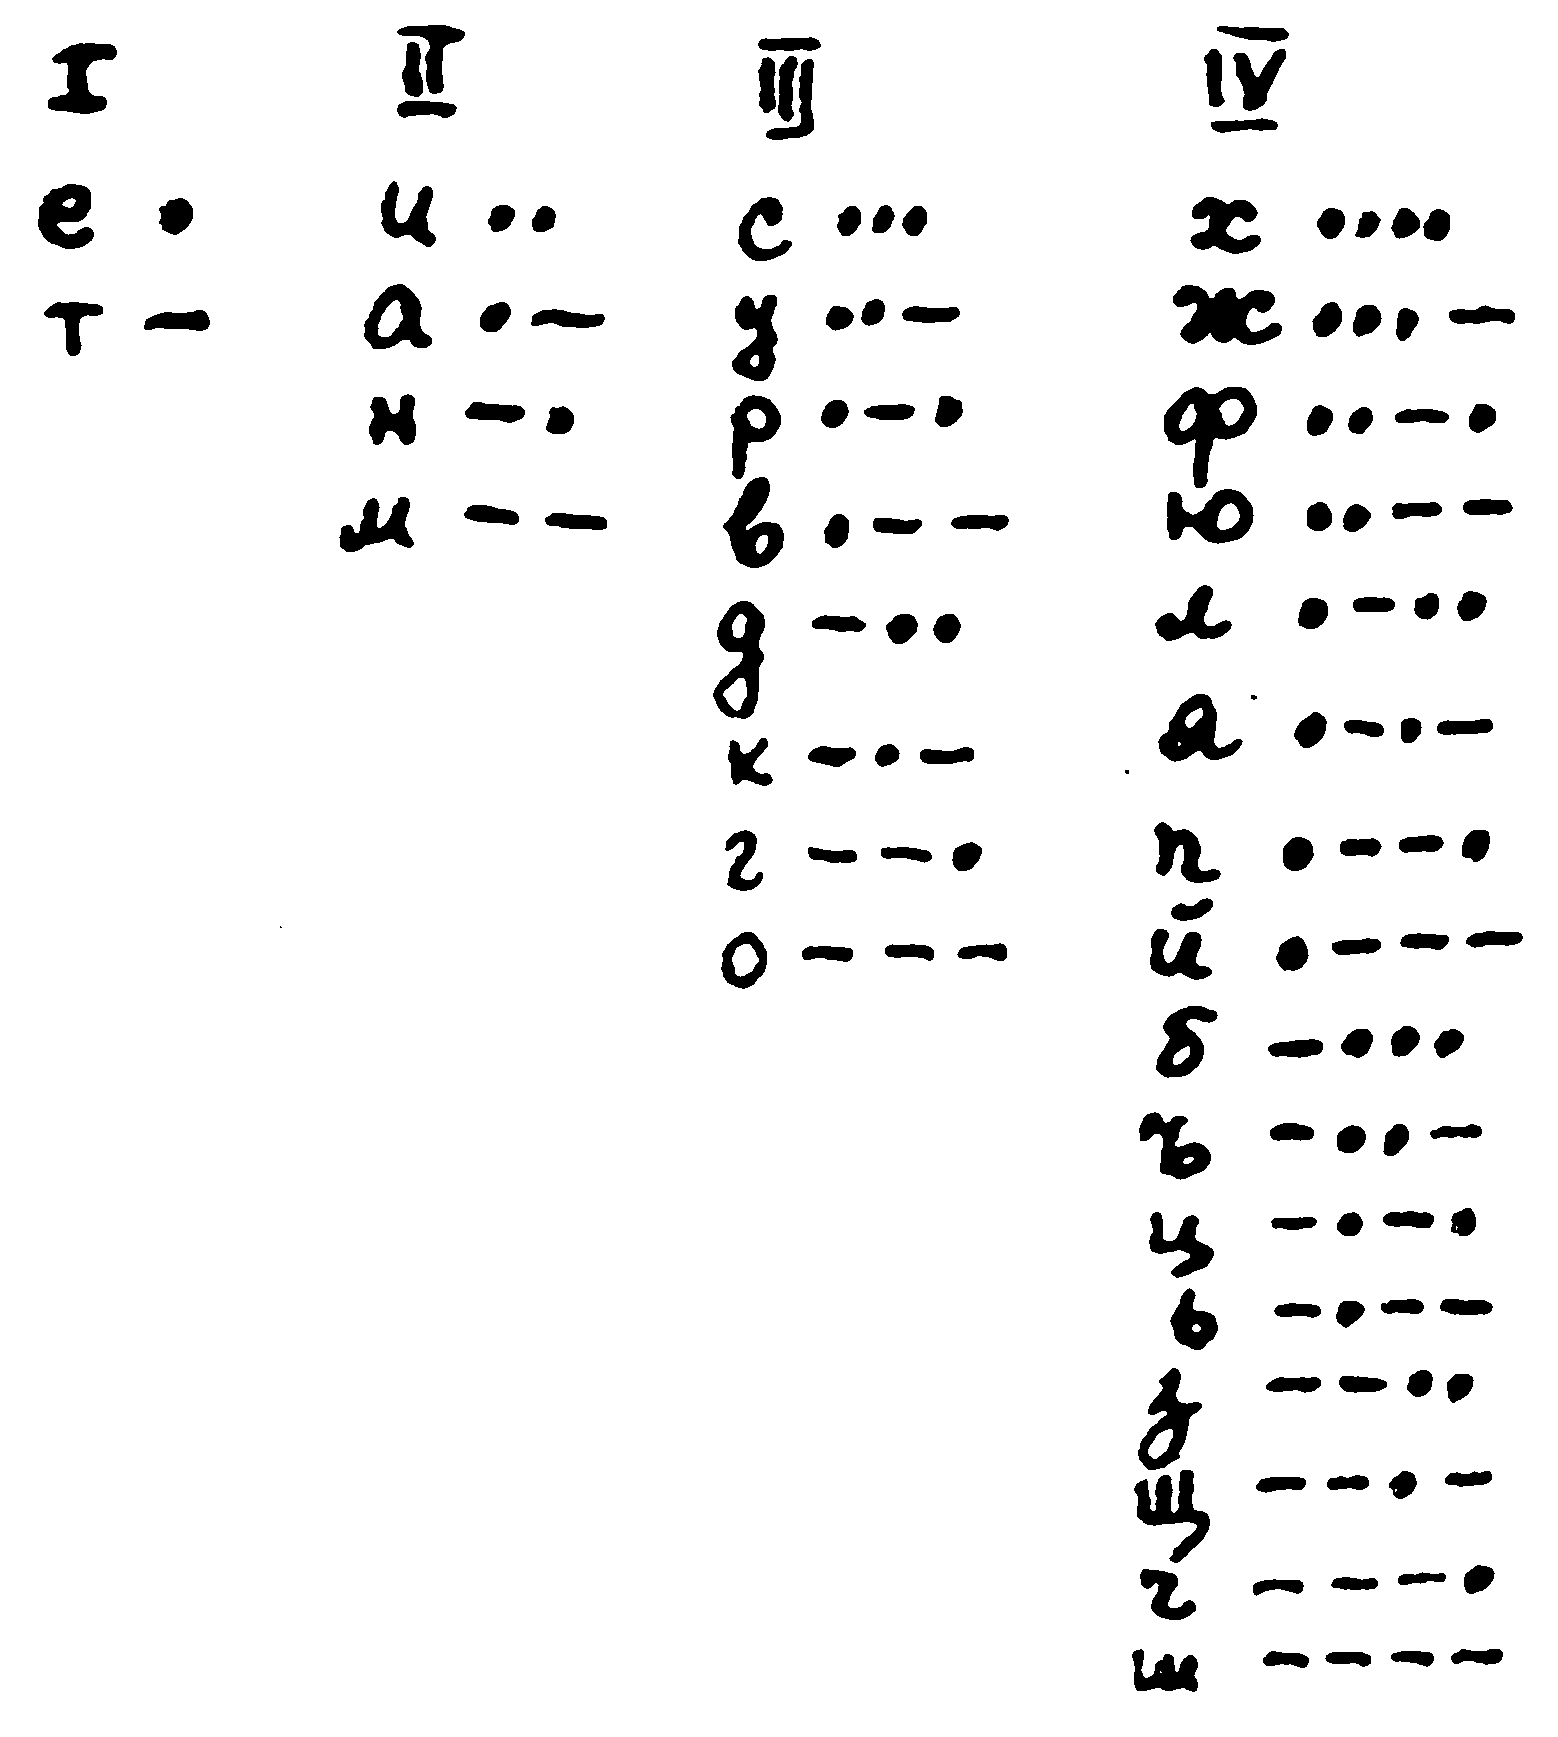 I II III IV
е • и •• с ••• х ••••
т — а • — у •• — ж ••• —
н — • р • — • ф •• — •
м — — в • — — ю •• — —
д — •• л • — ••
к — • — я • — • —
г — — • п • — — •
о — — — й • — — —
б — •••
ъ — •• —
ц — • — •
ь — • — —
з — — ••
щ — — • —
ч — — — •
ш — — — —